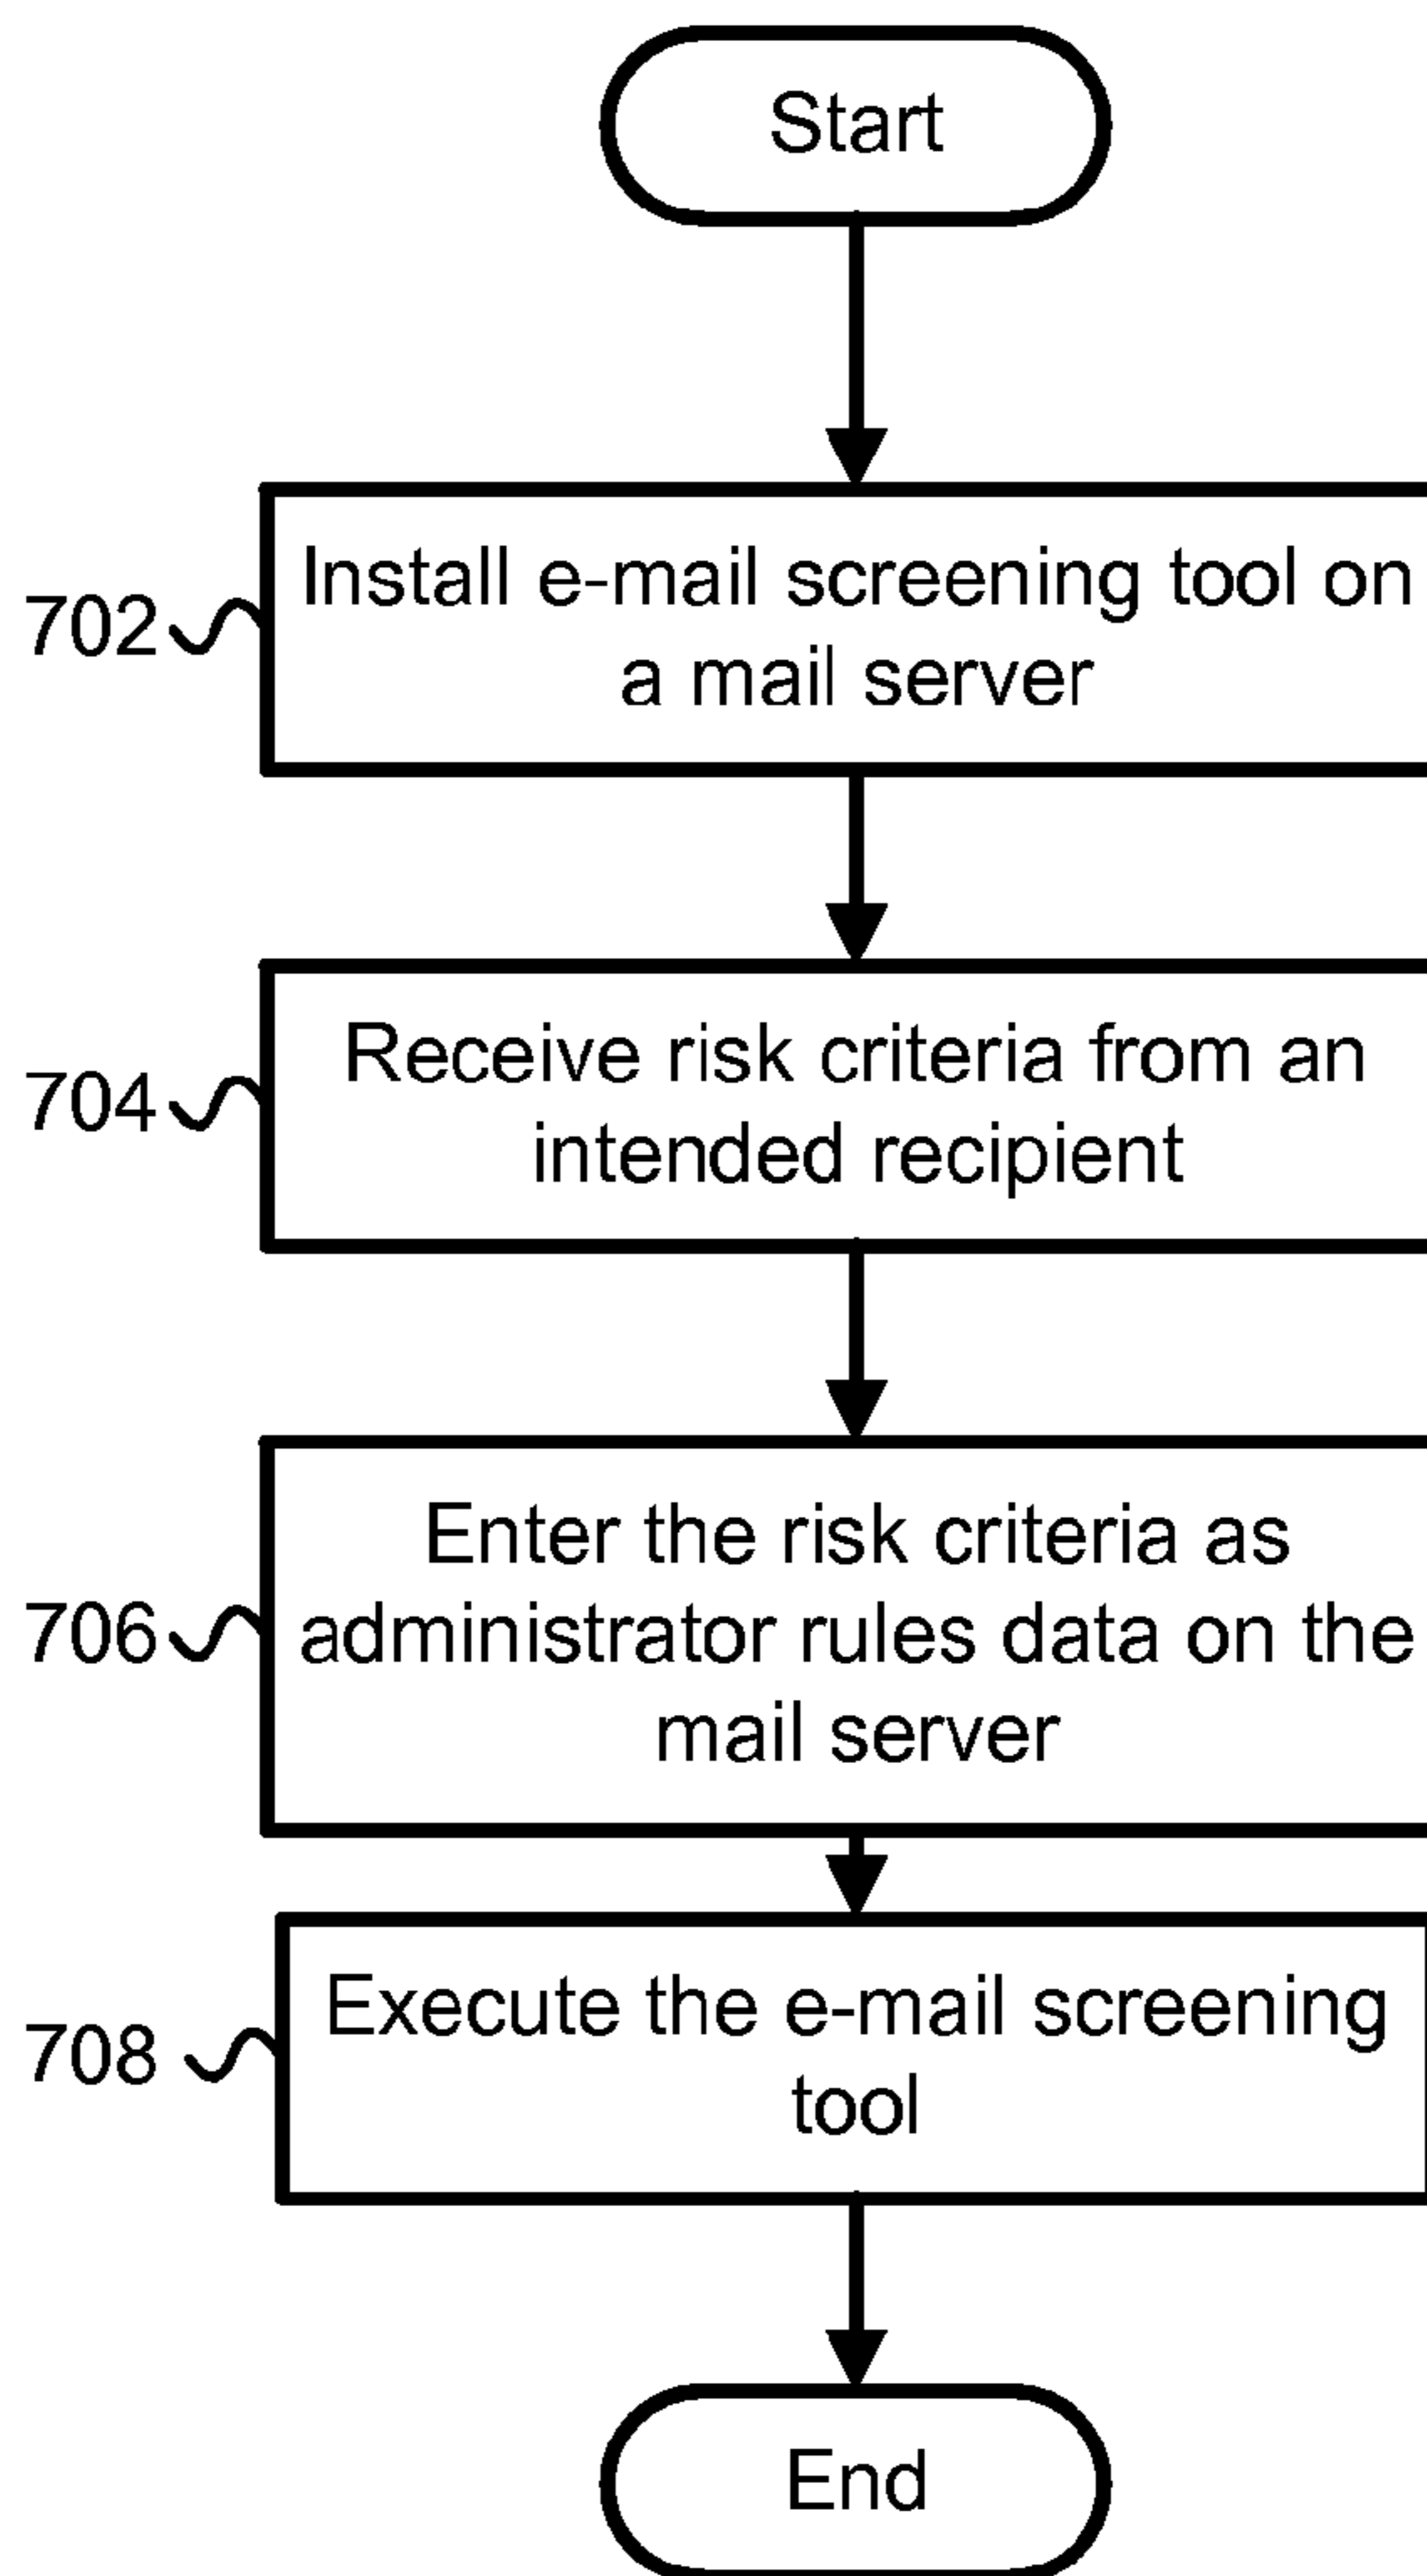 Start
702
Install e-mail screening tool on
a mail server
704
Receive risk criteria from an
intended recipient
706
Enter the risk criteria as
administrator rules data on the
mail server
708
Execute the e-mail screening
tool
End